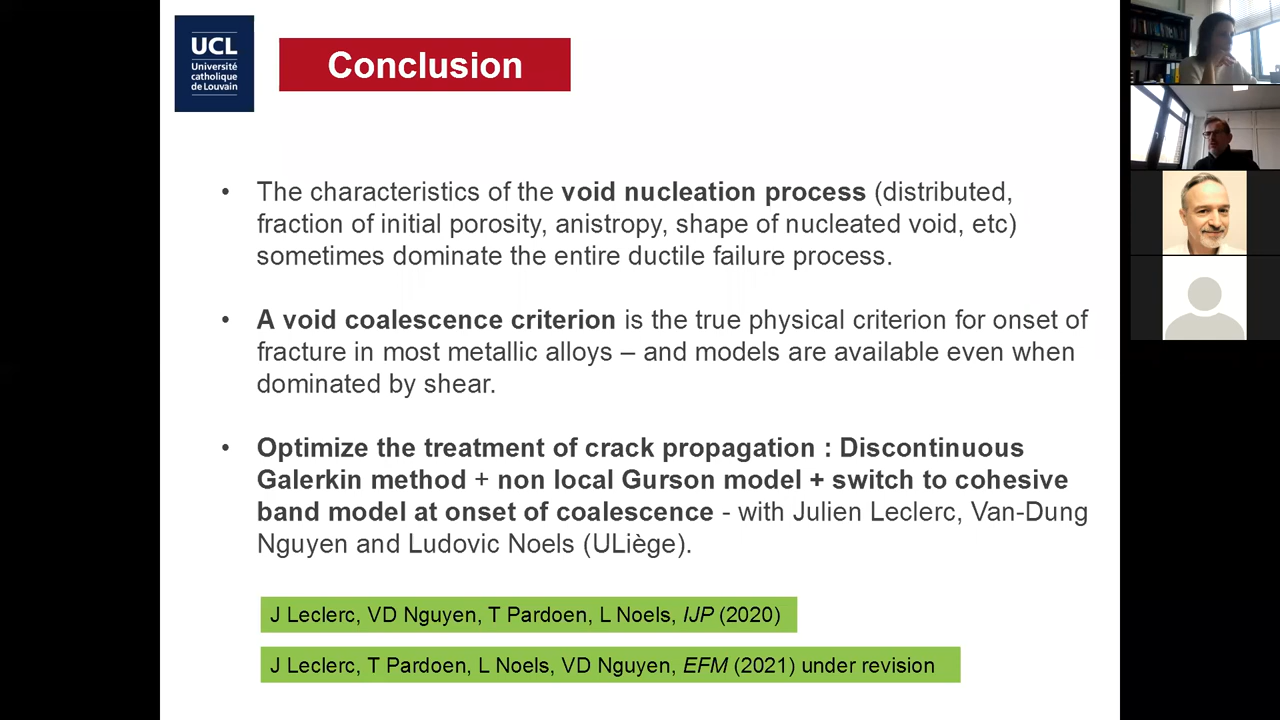 UCL
Université
catholique
de Louvain
Conclusion
• The characteristics of the void nucleation process (distributed,
fraction of initial porosity, anistropy, shape of nucleated void, etc)
sometimes dominate the entire ductile failure process.
• A void coalescence criterion is the true physical criterion for onset of
fracture in most metallic alloys – and models are available even when
dominated by shear.
• Optimize the treatment of crack propagation : Discontinuous
Galerkin method + non local Gurson model + switch to cohesive
band model at onset of coalescence - with Julien Leclerc, Van-Dung
Nguyen and Ludovic Noels (ULiège).
J Leclerc, VD Nguyen, T Pardoen, L Noels, IJP (2020)
J Leclerc, T Pardoen, L Noels, VD Nguyen, EFM (2021) under revision